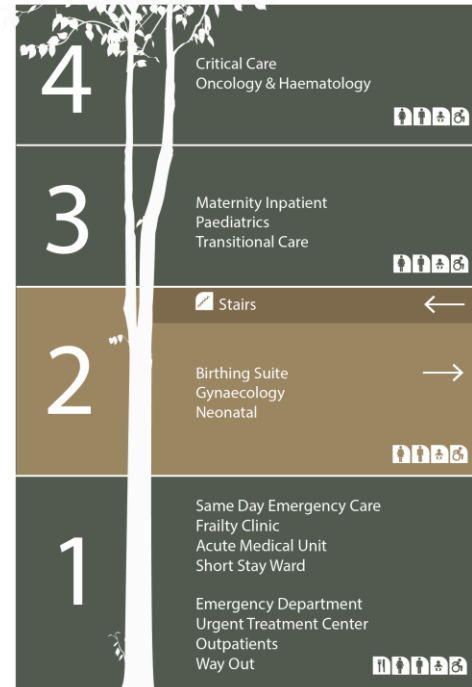 4
Critical Care
Oncology & Haematology
3
Maternity Inpatient
Paediatrics
Transitional Care
2
Stairs
Birthing Suite
Gynaecology
Neonatal
1
Same Day Emergency Care
Frailty Clinic
Acute Medical Unit
Short Stay Ward
Emergency Department
Urgent Treatment Center
Outpatients
Way Out